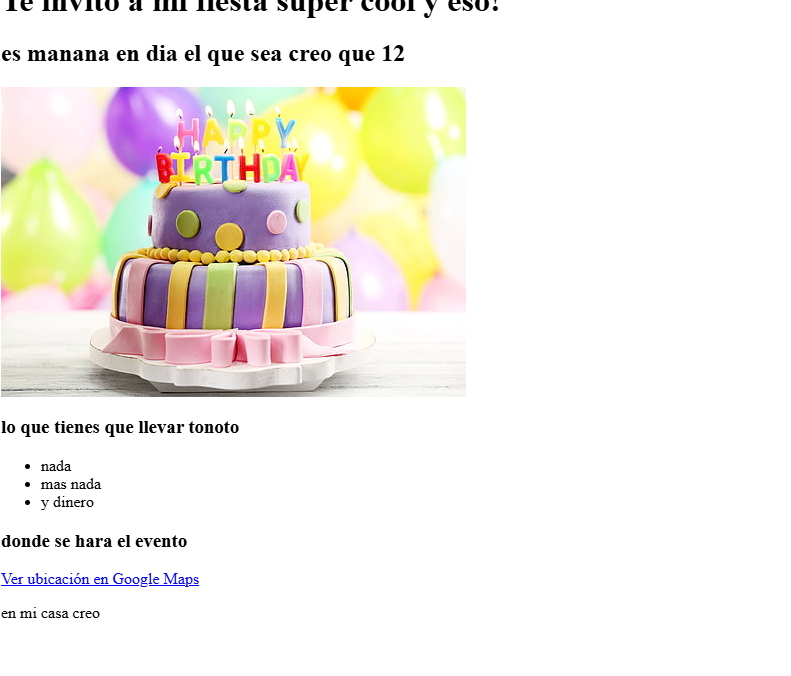 Te invito a mi fiesta super cool y eso!
es manana en dia el que sea creo que 12
HAPPY
BIRTHDAY
lo que tienes que llevar tonoto
nada
mas nada
y dinero
donde se hara el evento
Ver ubicación en Google Maps
en mi casa creo